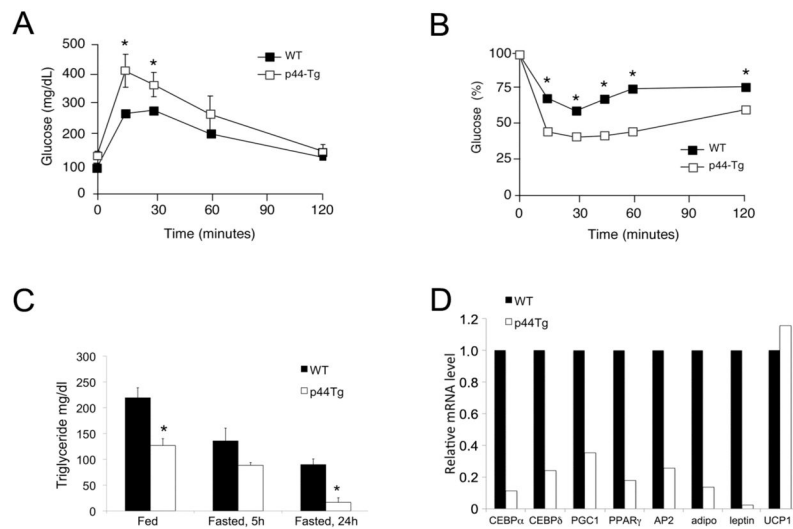 A
Glucose (mg/dL)
500
400
300
200
100
0
WT
p44-Tg
*
*
0
30
60
90
120
Time (minutes)
B
Glucose (%)
100
75
50
25
0
*
*
*
*
*
WT
p44-Tg
0
30
60
90
120
Time (minutes)
C
Triglyceride mg/dl
300
250
200
150
100
50
0
WT
p44Tg
*
*
Fed
Fasted, 5h
Fasted, 24h
D
WT
p44Tg
Relative mRNA level
1.2
1.0
0.8
0.6
0.4
0.2
0
CEBPα
CEBPδ
PGC1
PPARγ
AP2
adipo
leptin
UCP1